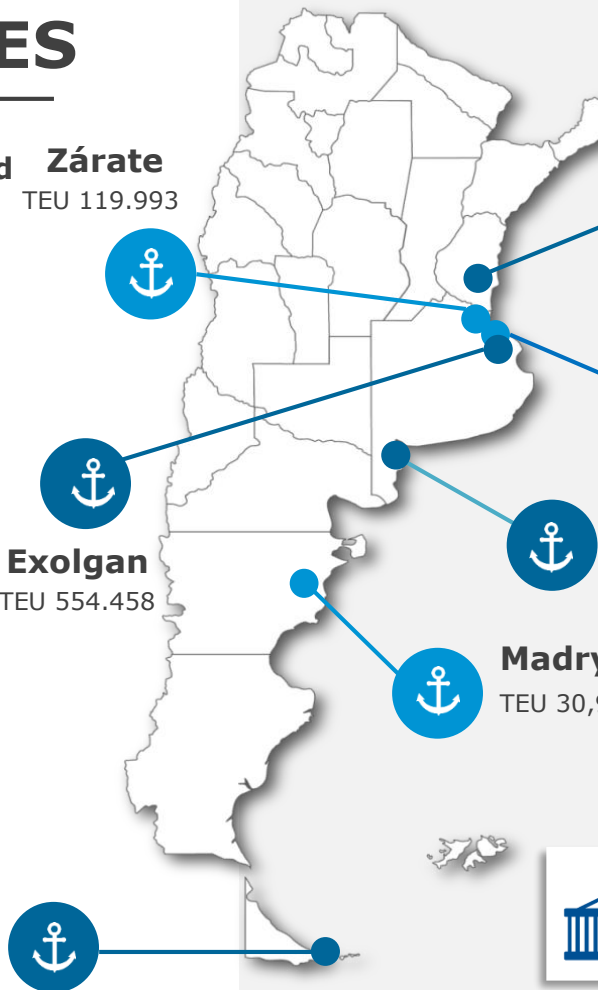 ES
d
Zárate
TEU 119.993
Exolgan
TEU 554.458
Madry
TEU 30,